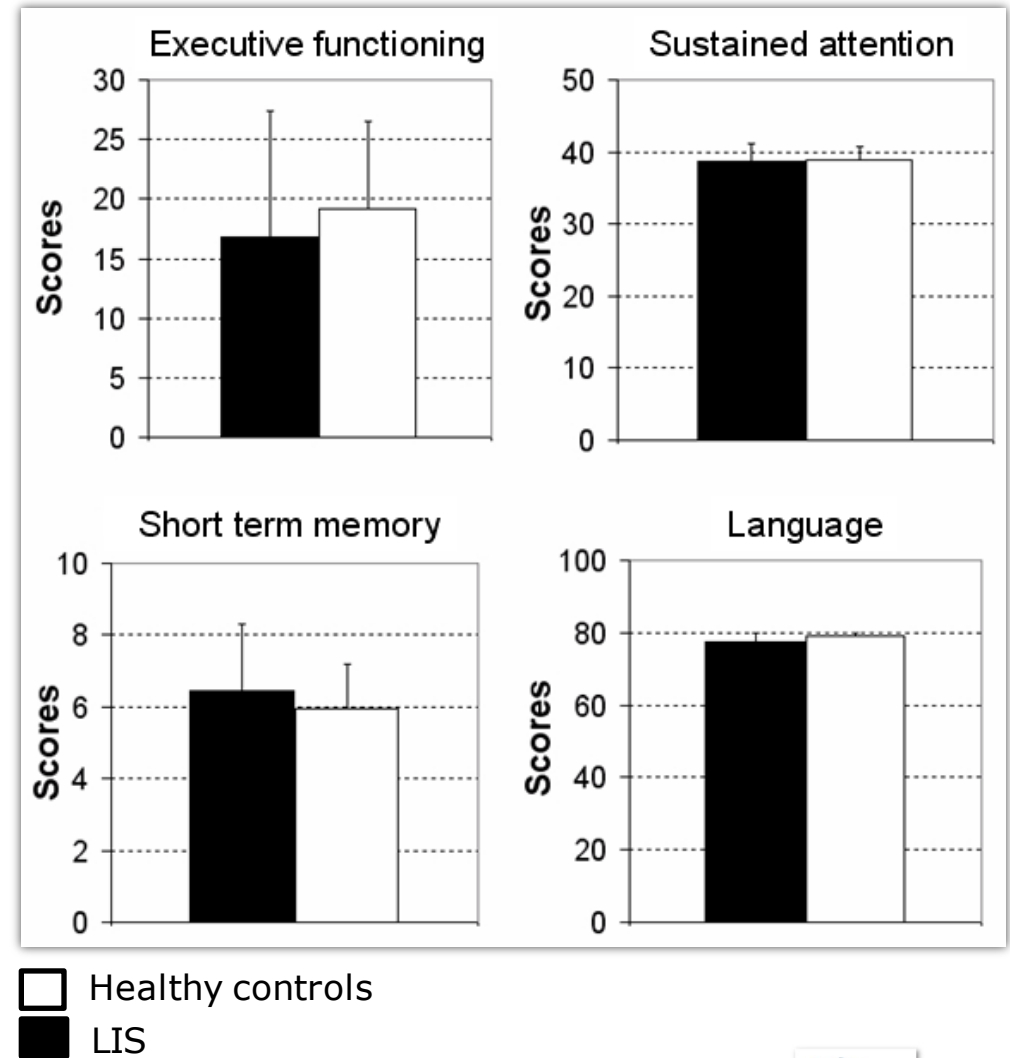 Executive functioning
30
25
20
15
10
5
0
Scores
Sustained attention
50
40
30
20
10
0
Scores
Short term memory
10
8
6
4
2
0
Scores
Language
100
80
60
40
20
0
Scores
Healthy controls
LIS